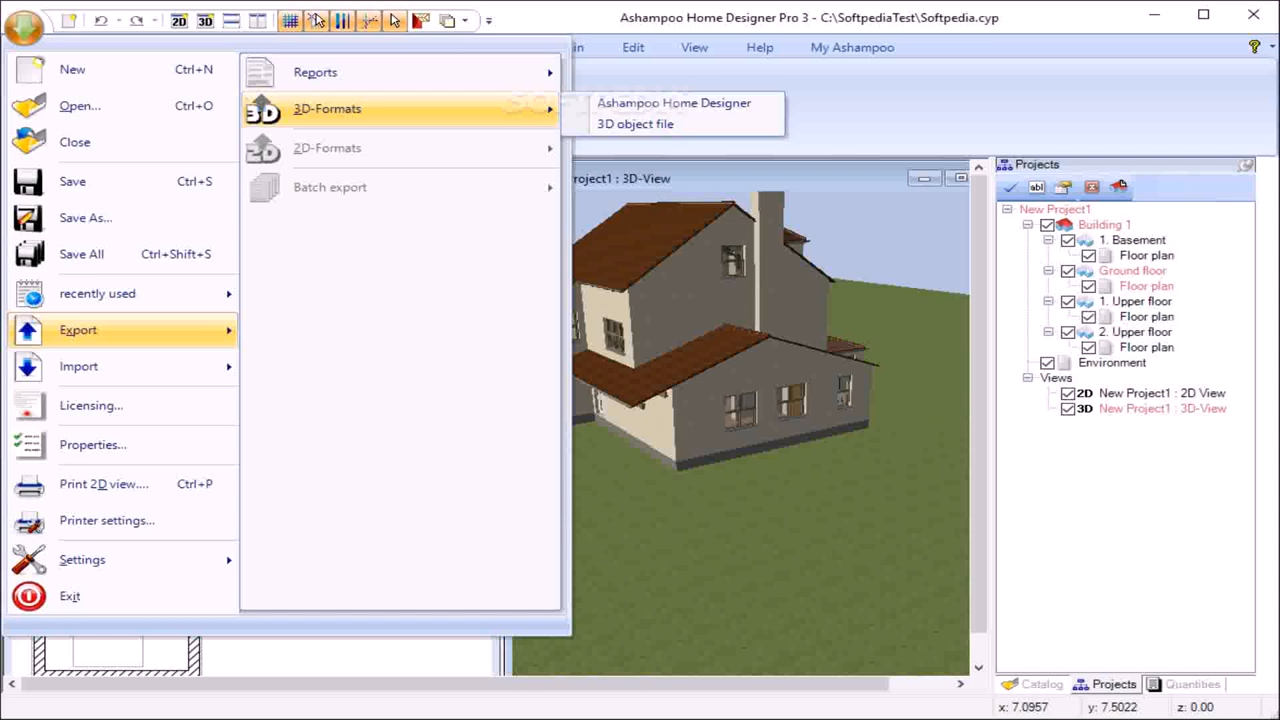 2D 3D Ashampoo Home Designer Pro 3 - C:\SoftpediaTest\Softpedia.cyp
Edit View Help My Ashampoo
New Ctrl+N
Open... Ctrl+O
Close
Save Ctrl+S
Save As...
Save All Ctrl+Shift+S
recently used
Export
Import
Licensing...
Properties...
Print 2D view.... Ctrl+P
Printer settings...
Settings
Exit
Reports
3D 3D-Formats
2D 2D-Formats
Batch export
Ashampoo Home Designer
3D object file
roject1 : 3D-View
Projects
abl
New Project1
Building 1
1. Basement
Floor plan
Ground floor
Floor plan
1. Upper floor
Floor plan
2. Upper floor
Floor plan
Environment
Views
2D New Project1 : 2D View
3D New Project1 : 3D-View
Catalog Projects Quantities
x: 7.0957 y: 7.5022 z: 0.00